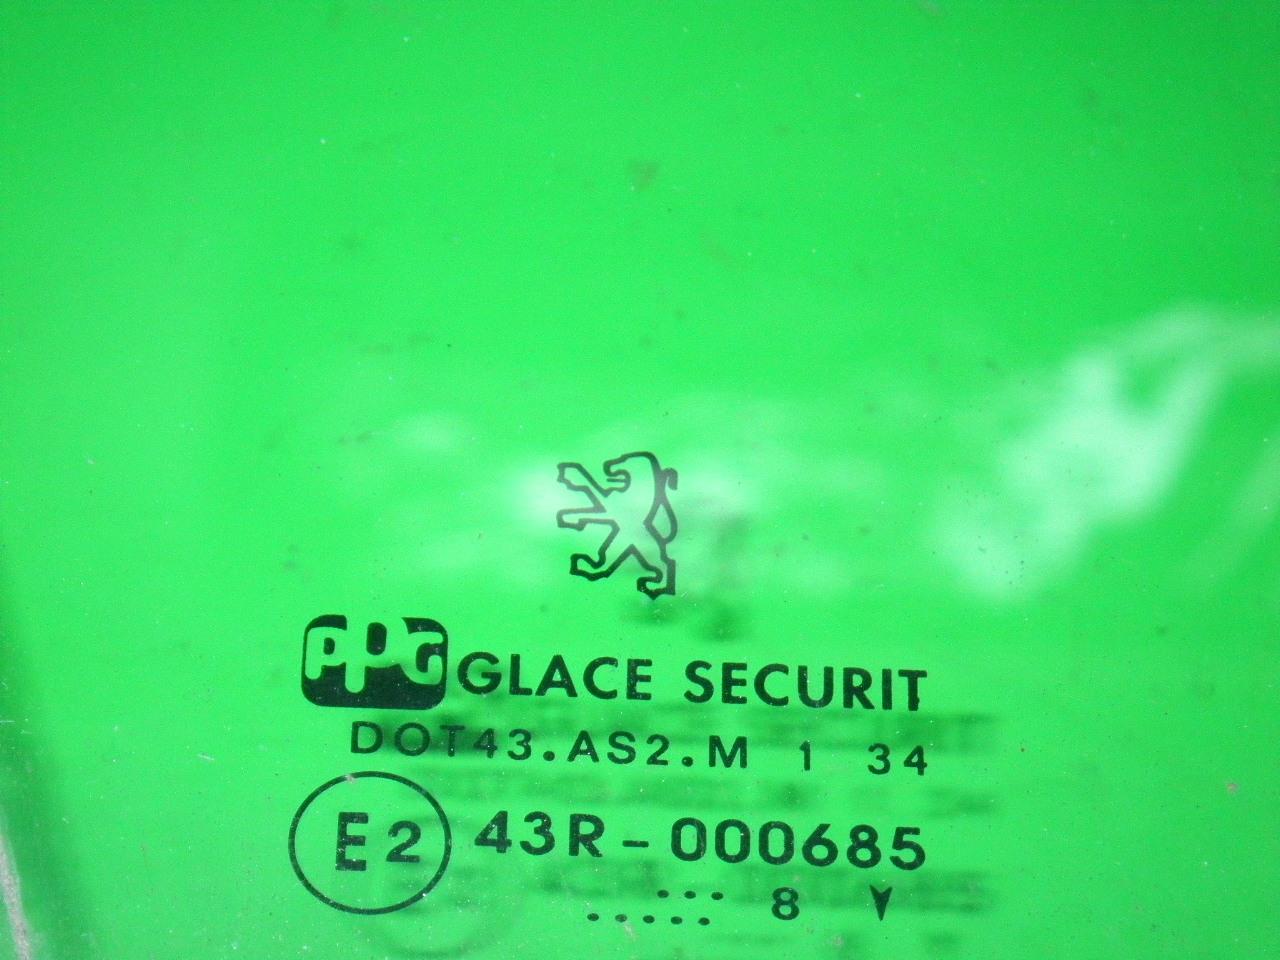 PPG GLACE SECURIT
DOT43.AS2.M 1 34
E2 43R-000685
8